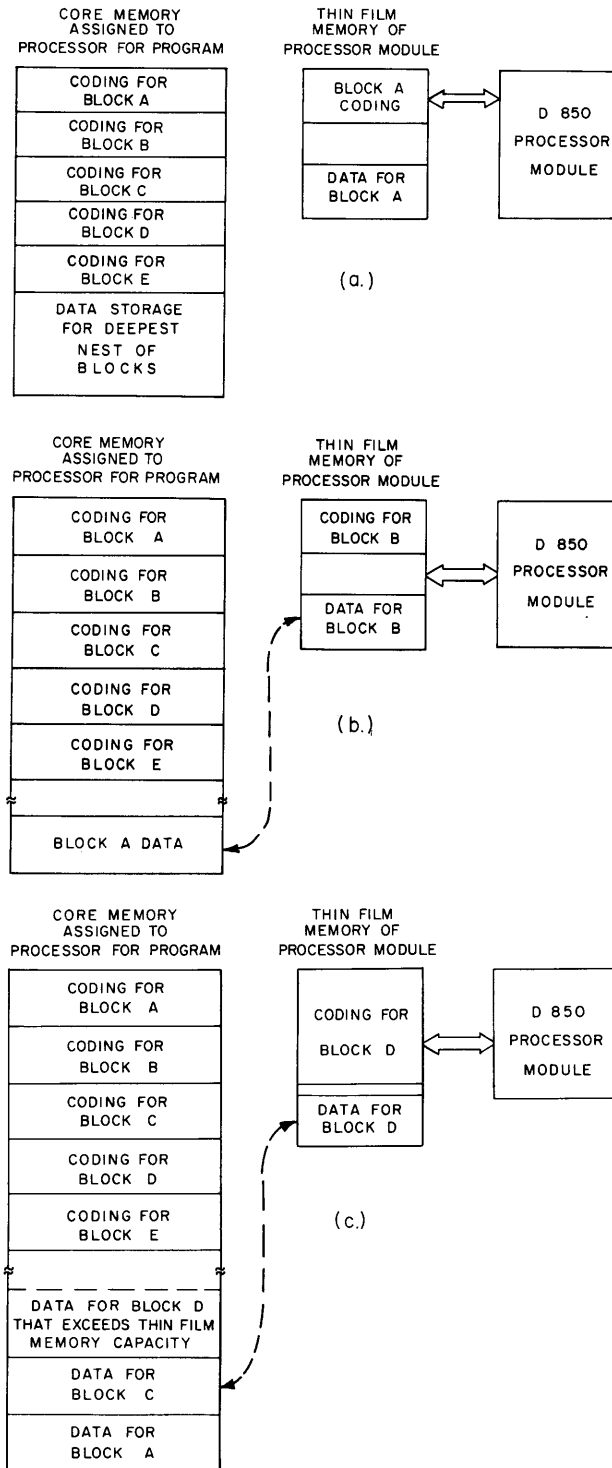 CORE MEMORY
ASSIGNED TO
PROCESSOR FOR PROGRAM
CODING FOR
BLOCK A
CODING FOR
BLOCK B
CODING FOR
BLOCK C
CODING FOR
BLOCK D
CODING FOR
BLOCK E
DATA STORAGE
FOR DEEPEST
NEST OF
BLOCKS
THIN FILM
MEMORY OF
PROCESSOR MODULE
BLOCK A
CODING
DATA FOR
BLOCK A
D 850
PROCESSOR
MODULE
(a.)
CORE MEMORY
ASSIGNED TO
PROCESSOR FOR PROGRAM
CODING FOR
BLOCK A
CODING FOR
BLOCK B
CODING FOR
BLOCK C
CODING FOR
BLOCK D
CODING FOR
BLOCK E
BLOCK A DATA
THIN FILM
MEMORY OF
PROCESSOR MODULE
CODING FOR
BLOCK B
DATA FOR
BLOCK B
D 850
PROCESSOR
MODULE
(b.)
CORE MEMORY
ASSIGNED TO
PROCESSOR FOR PROGRAM
CODING FOR
BLOCK A
CODING FOR
BLOCK B
CODING FOR
BLOCK C
CODING FOR
BLOCK D
CODING FOR
BLOCK E
DATA FOR BLOCK D
THAT EXCEEDS THIN FILM
MEMORY CAPACITY
DATA FOR
BLOCK C
DATA FOR
BLOCK A
THIN FILM
MEMORY OF
PROCESSOR MODULE
CODING FOR
BLOCK D
DATA FOR
BLOCK D
D 850
PROCESSOR
MODULE
(c.)